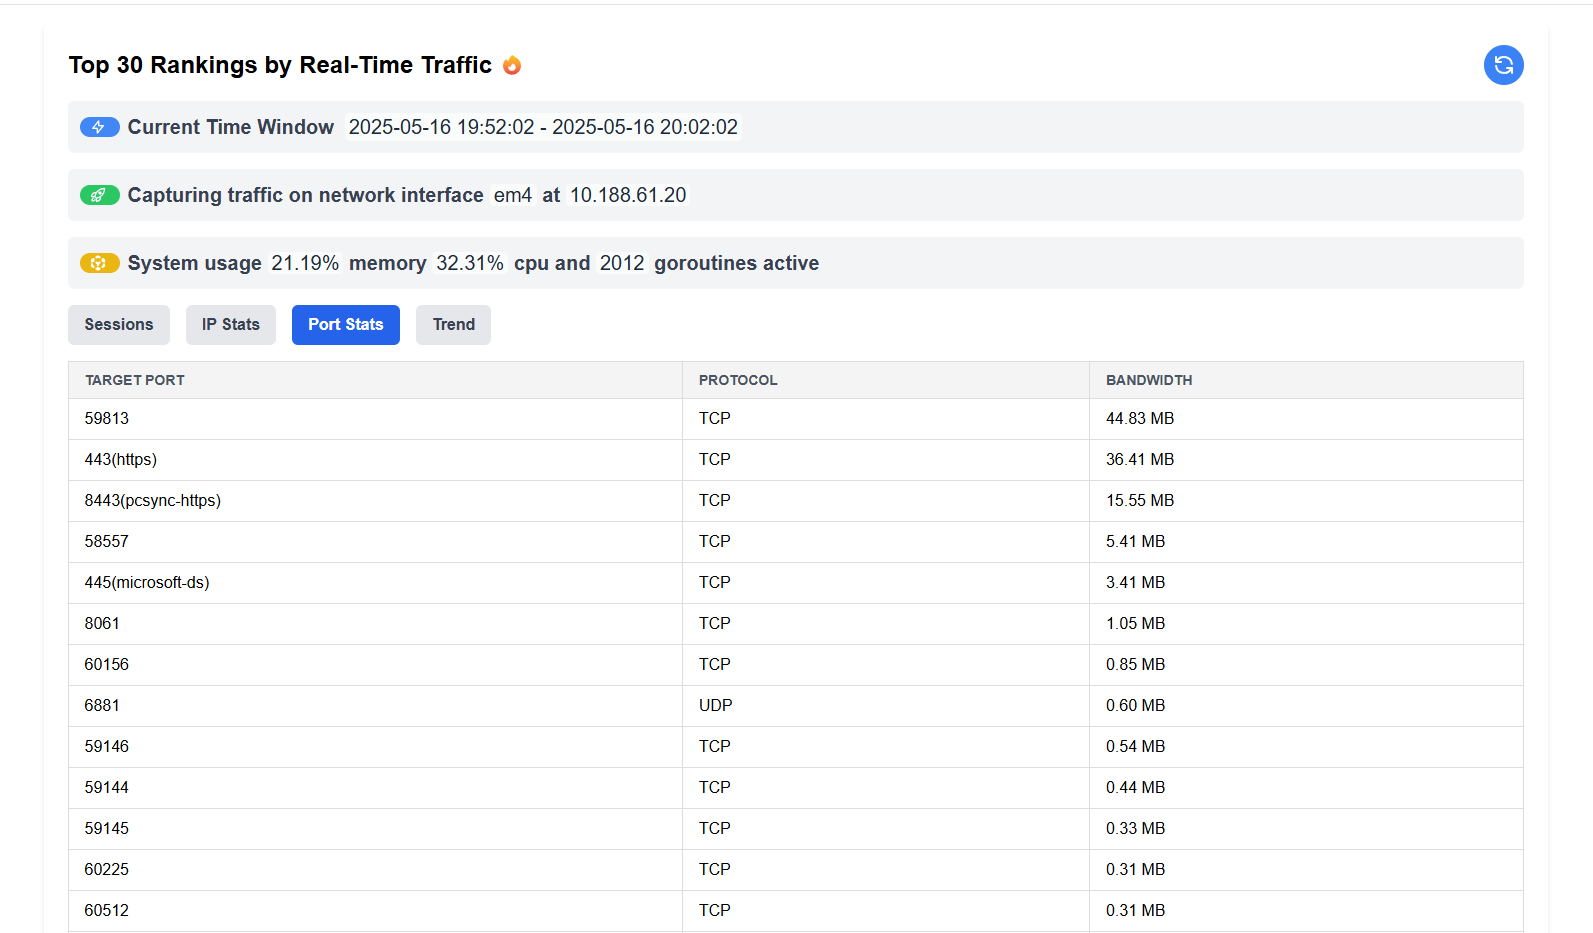 Top 30 Rankings by Real-Time Traffic 🔥
Current Time Window 2025-05-16 19:52:02 - 2025-05-16 20:02:02
Capturing traffic on network interface em4 at 10.188.61.20
System usage 21.19% memory 32.31% cpu and 2012 goroutines active
Sessions IP Stats Port Stats Trend
TARGET PORT PROTOCOL BANDWIDTH
59813 TCP 44.83 MB
443(https) TCP 36.41 MB
8443(pcsync-https) TCP 15.55 MB
58557 TCP 5.41 MB
445(microsoft-ds) TCP 3.41 MB
8061 TCP 1.05 MB
60156 TCP 0.85 MB
6881 UDP 0.60 MB
59146 TCP 0.54 MB
59144 TCP 0.44 MB
59145 TCP 0.33 MB
60225 TCP 0.31 MB
60512 TCP 0.31 MB